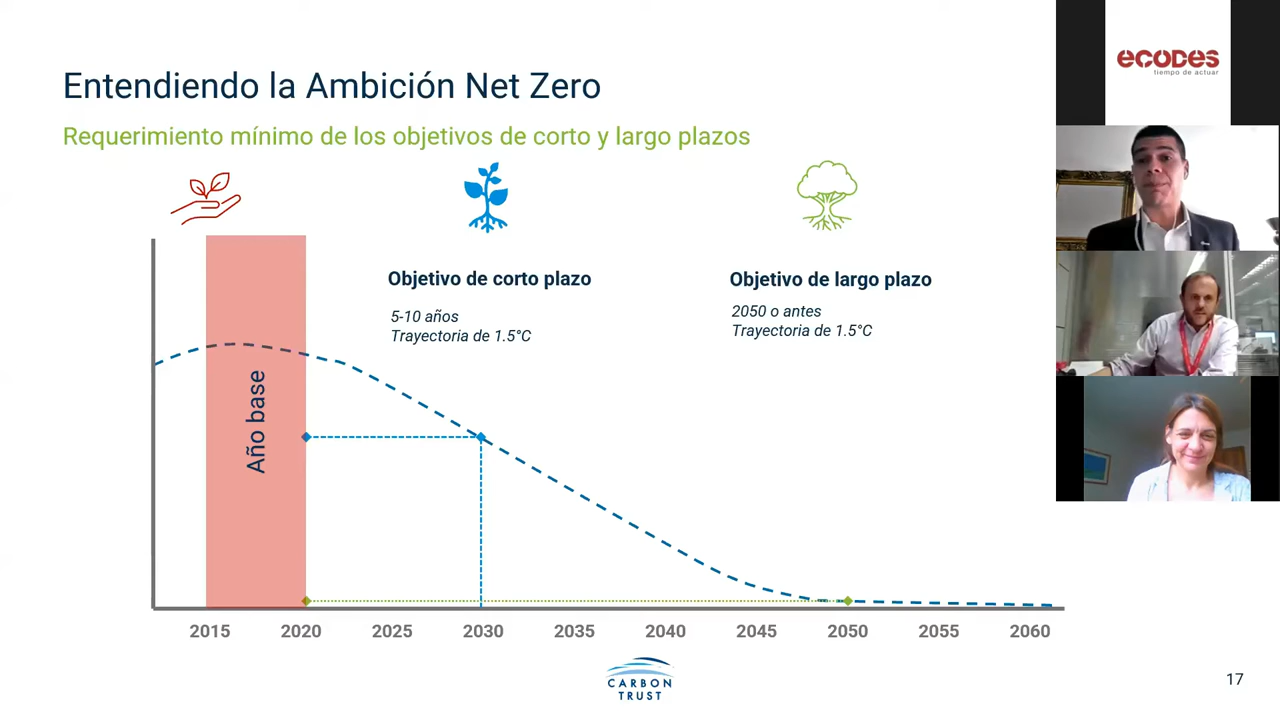 Entendiendo la Ambición Net Zero
Requerimiento mínimo de los objetivos de corto y largo plazos
Objetivo de corto plazo
5-10 años
Trayectoria de 1.5°C
Objetivo de largo plazo
2050 o antes
Trayectoria de 1.5°C
Año base
2015 2020 2025 2030 2035 2040 2045 2050 2055 2060
CARBON
TRUST
17
ecodes
tiempo de actuar